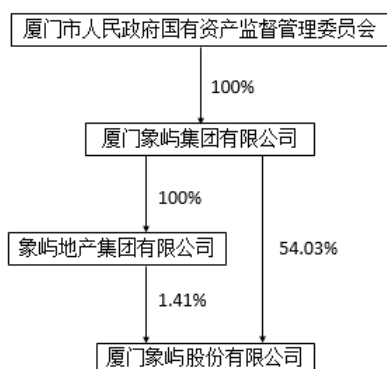 厦门市人民政府国有资产监督管理委员会
100%
厦门象屿集团有限公司
100%
象屿地产集团有限公司
54.03%
1.41%
厦门象屿股份有限公司